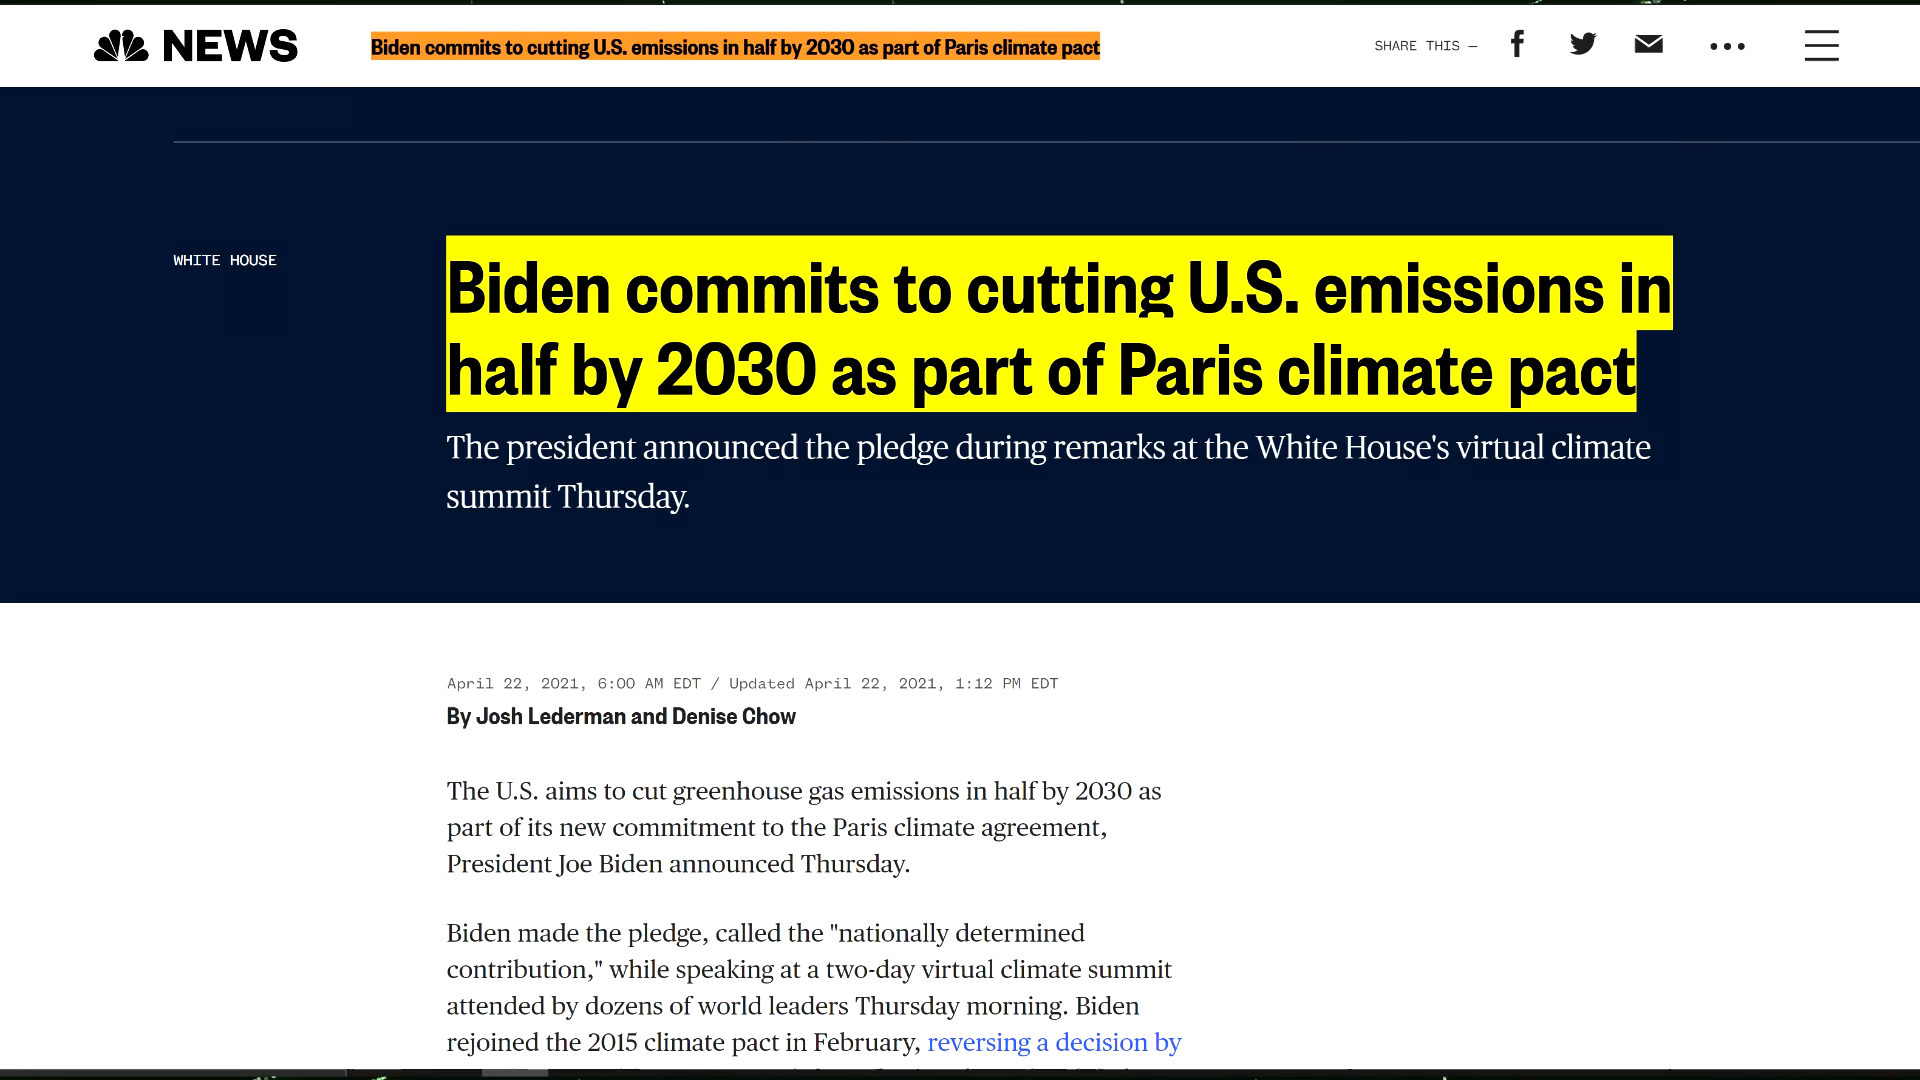 NEWS
Biden commits to cutting U.S. emissions in half by 2030 as part of Paris climate pact
SHARE THIS —
WHITE HOUSE
Biden commits to cutting U.S. emissions in
half by 2030 as part of Paris climate pact
The president announced the pledge during remarks at the White House's virtual climate
summit Thursday.
April 22, 2021, 6:00 AM EDT / Updated April 22, 2021, 1:12 PM EDT
By Josh Lederman and Denise Chow
The U.S. aims to cut greenhouse gas emissions in half by 2030 as
part of its new commitment to the Paris climate agreement,
President Joe Biden announced Thursday.
Biden made the pledge, called the "nationally determined
contribution," while speaking at a two-day virtual climate summit
attended by dozens of world leaders Thursday morning. Biden
rejoined the 2015 climate pact in February, reversing a decision by